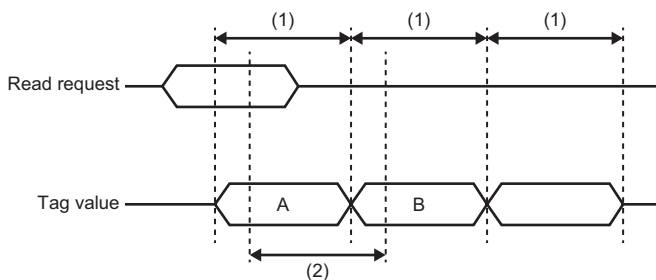 (1) (1) (1)
Read request
Tag value A B
(2)